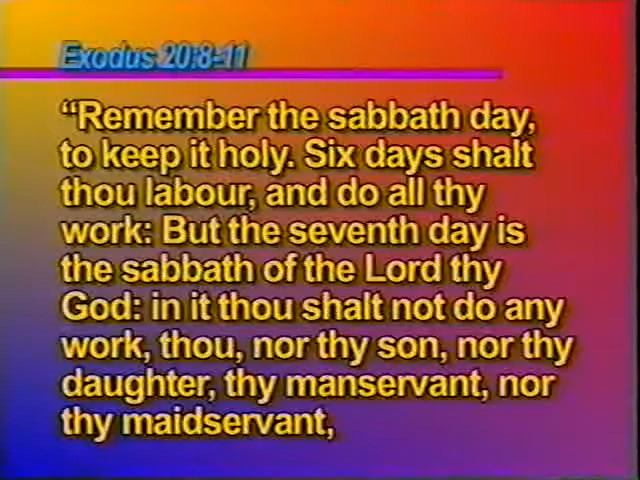 Exodus 20:8-11
“Remember the sabbath day,
to keep it holy. Six days shalt
thou labour, and do all thy
work: But the seventh day is
the sabbath of the Lord thy
God: in it thou shalt not do any
work, thou, nor thy son, nor thy
daughter, thy manservant, nor
thy maidservant,